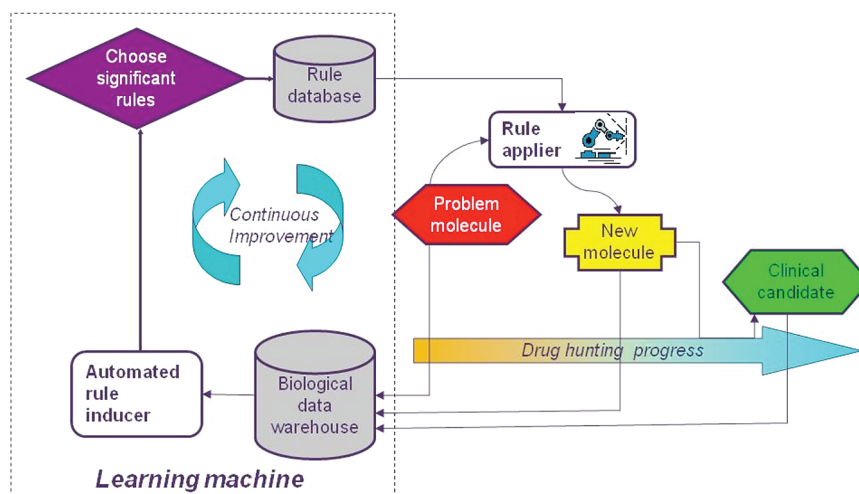 Choose
significant
rules
Rule
database
Rule
applier
Continuous
Improvement
Problem
molecule
New
molecule
Clinical
candidate
Drug hunting progress
Automated
rule
inducer
Biological
data
warehouse
Learning machine